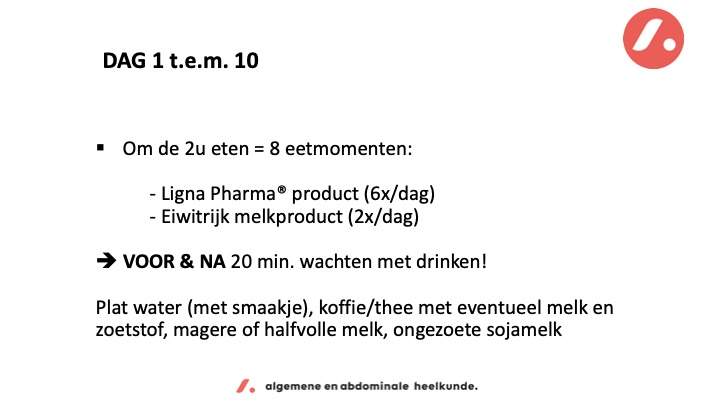 DAG 1 t.e.m. 10
▪ Om de 2u eten = 8 eetmomenten:
- Ligna Pharma® product (6x/dag)
- Eiwitrijk melkproduct (2x/dag)
➔ VOOR & NA 20 min. wachten met drinken!
Plat water (met smaakje), koffie/thee met eventueel melk en
zoetstof, magere of halfvolle melk, ongezoete sojamelk
algemene en abdominale heelkunde.